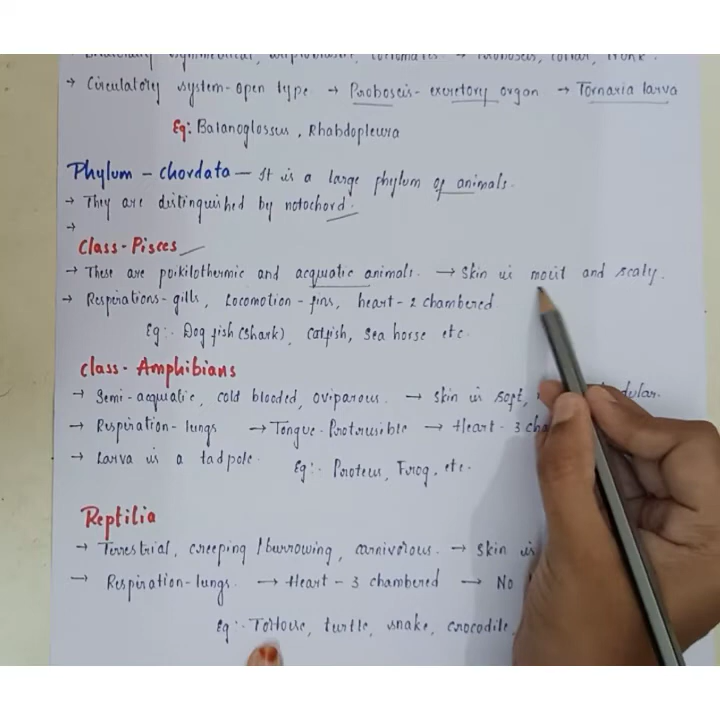 → Circulatory system-open type → Proboscis- excretory organ → Tornaria larva
Eg: Balanoglossus, Rhabdopleura
Phylum - chordata — It is a large phylum of animals.
→ They are distinguished by notochord.
→
Class-Pisces
→ These are poikilothermic and acquatic animals. → Skin is moist and scaly.
→ Respirations- gills, Locomotion - fins, heart- 2 chambered
Eg:- Dog fish (shark), Catfish, Sea horse etc.
Class- Amphibians
→ Semi-acquatic, cold blooded, oviparous. → Skin is soft,
→ Respiration- lungs → Tongue- Protrusible → Heart- 3
→ Larva is a tadpole. Eg:- Proteus, Frog, etc.
Reptilia
→ Terrestrial, creeping / burrowing, carnivorous. → Skin is
→ Respiration-lungs. → Heart - 3 chambered → No
Eg:- Tortoise, turtle, snake, crocodile,